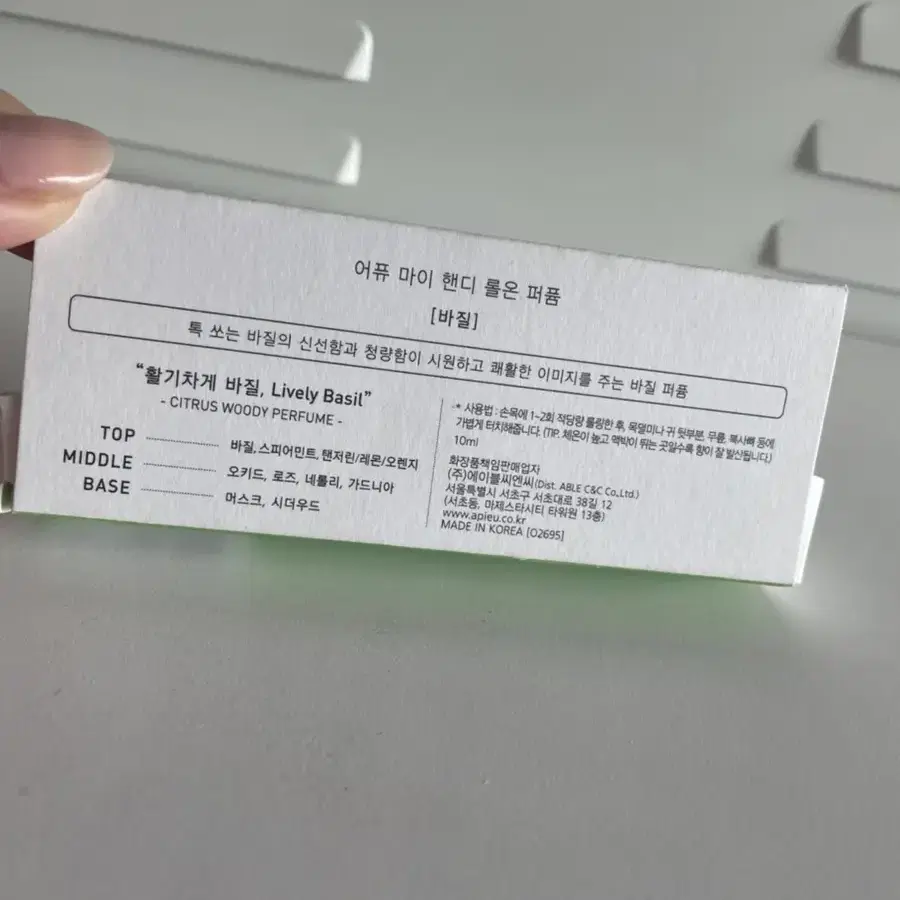 어퓨 마이 핸디 롤온 퍼퓸
[바질]
톡 쏘는 바질의 신선함과 청량함이 시원하고 쾌활한 이미지를 주는 바질 퍼퓸
“활기차게 바질, Lively Basil”
- CITRUS WOODY PERFUME -
TOP 바질, 스피어민트, 탠저린/레몬/오렌지
MIDDLE 오키드, 로즈, 네롤리, 가드니아
BASE 머스크, 시더우드
* 사용법 : 손목에 1~2회 적당량 롤링한 후, 목덜미나 귀 뒷부분, 무릎, 복사뼈 등에
가볍게 터치해줍니다. (TIP. 체온이 높고 맥박이 뛰는 곳일수록 향이 잘 발산됩니다.)
10ml
화장품책임판매업자
(주)에이블씨엔씨(Dist. ABLE C&C Co.,Ltd.)
서울특별시 서초구 서초대로 38길 12
(서초동, 마제스타시티 타워원 13층)
www.apieu.co.kr
MADE IN KOREA [O2695]